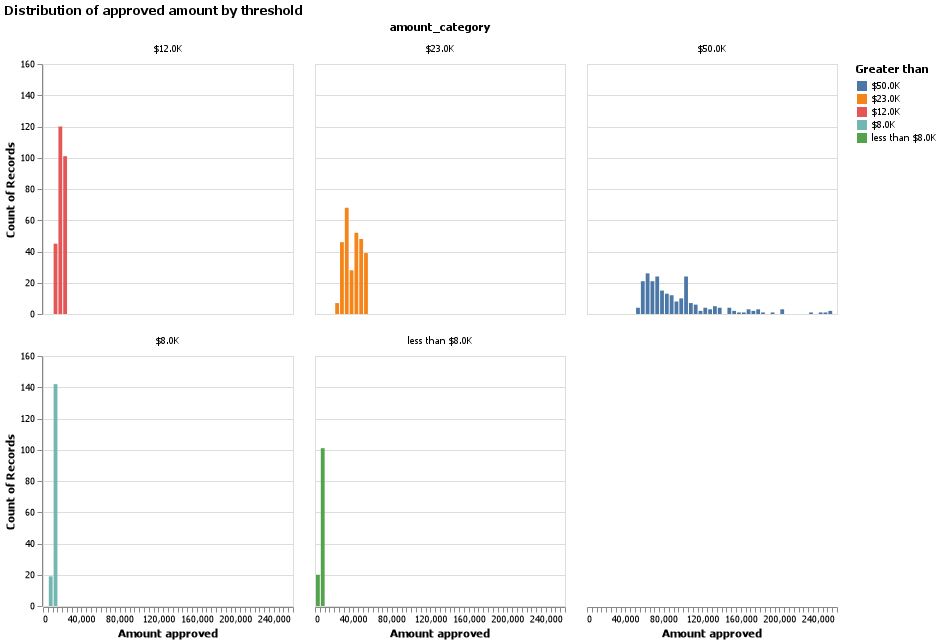 Distribution of approved amount by threshold
amount_category
$12.0K
$23.0K
$50.0K
160
140
120
100
80
60
40
20
0
Count of Records
Greater than
$50.0K
$23.0K
$12.0K
$8.0K
less than $8.0K
$8.0K
less than $8.0K
160
140
120
100
80
60
40
20
0
Count of Records
0 40,000 80,000 120,000 160,000 200,000 240,000
0 40,000 80,000 120,000 160,000 200,000 240,000
0 40,000 80,000 120,000 160,000 200,000 240,000
Amount approved
Amount approved
Amount approved